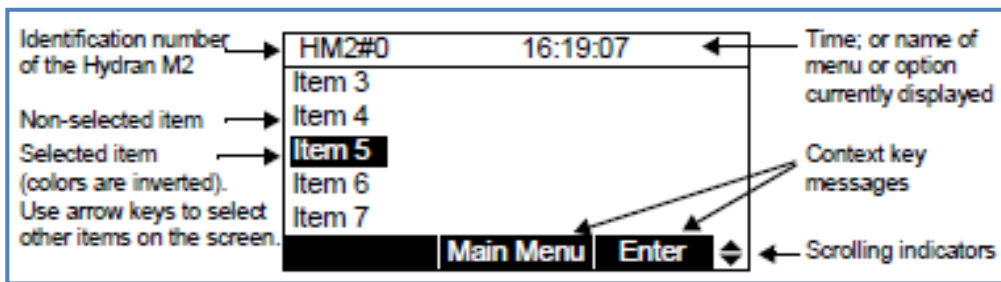 Identification number
of the Hydran M2
Non-selected item
Selected item
(colors are inverted).
Use arrow keys to select
other items on the screen.
HM2#0 16:19:07
Item 3
Item 4
Item 5
Item 6
Item 7
Main Menu Enter
Time; or name of
menu or option
currently displayed
Context key
messages
Scrolling indicators